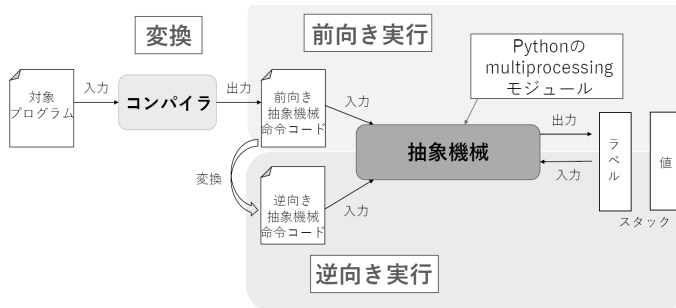 変換
前向き実行
Pythonの
multiprocessing
モジュール
対象
プログラム
入力
コンパイラ
出力
前向き
抽象機械
命令コード
入力
抽象機械
出力
入力
ラベル
値
スタック
変換
逆向き
抽象機械
命令コード
入力
逆向き実行